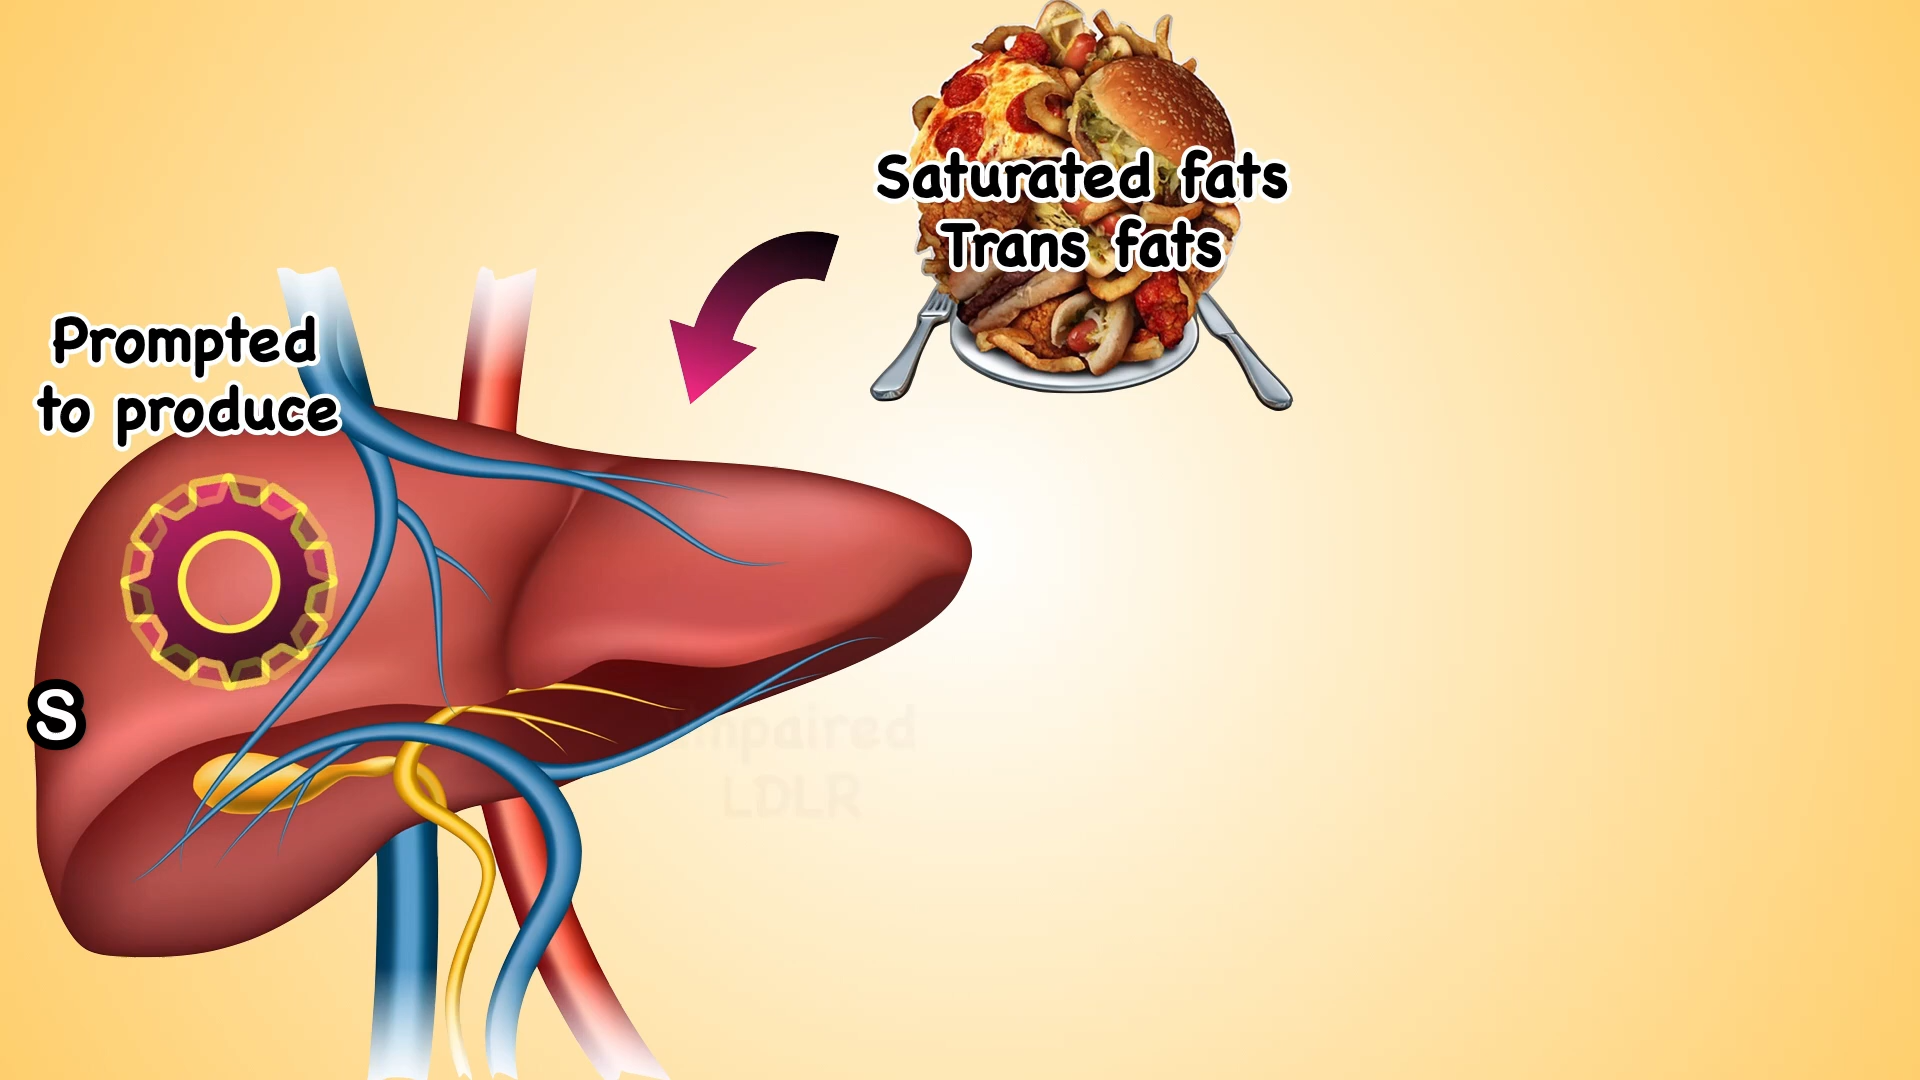 Saturated fats
Trans fats
Prompted
to produce
S
Impaired
LDLR